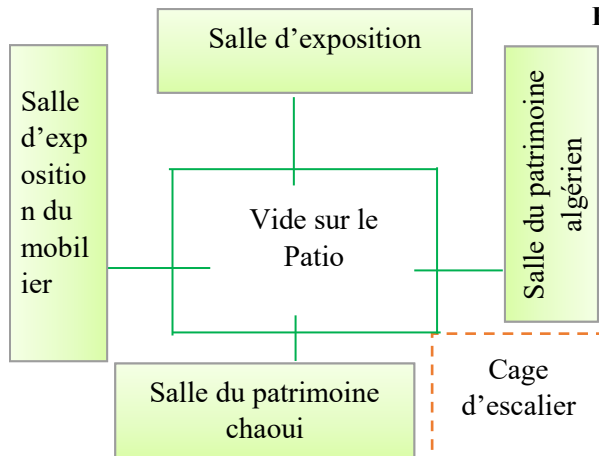 Salle d’exposition
Salle
d’exp
ositio
n du
mobil
ier
Vide sur le
Patio
Salle du patrimoine
algérien
Salle du patrimoine
chaoui
Cage
d’escalier